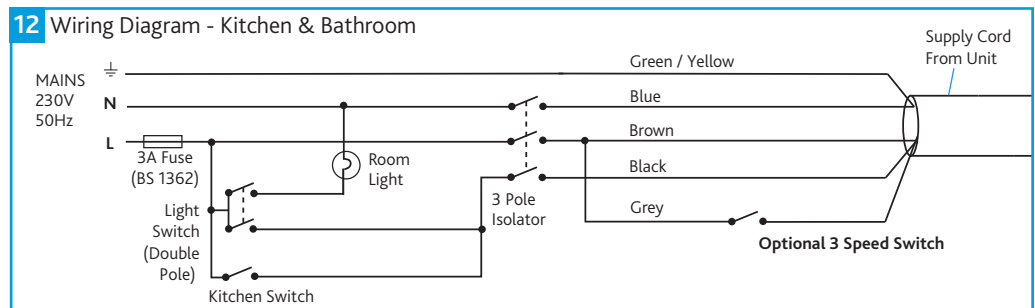 12 Wiring Diagram - Kitchen & Bathroom
Supply Cord
From Unit
MAINS
230V
50Hz
Green / Yellow
N
Blue
L
Brown
3A Fuse
(BS 1362)
Room
Light
Black
Light
Switch
(Double
Pole)
3 Pole
Isolator
Grey
Optional 3 Speed Switch
Kitchen Switch